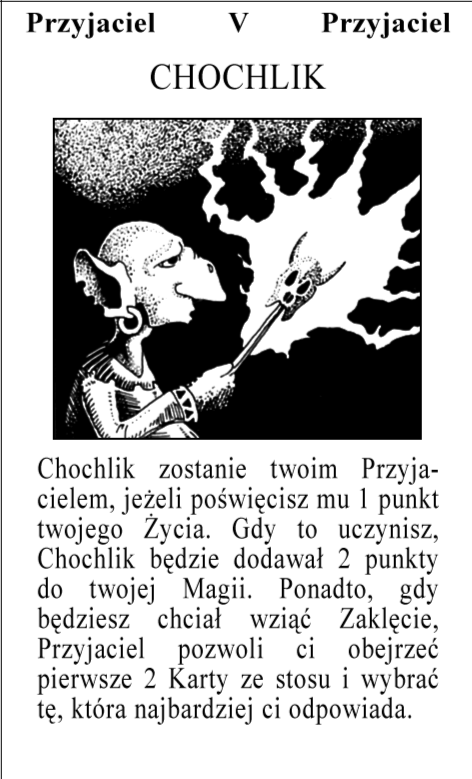 Przyjaciel V Przyjaciel
CHOCHLIK
Chochlik zostanie twoim Przyja-
cielem, jeżeli poświęcisz mu 1 punkt
twojego Życia. Gdy to uczynisz,
Chochlik będzie dodawał 2 punkty
do twojej Magii. Ponadto, gdy
będziesz chciał wziąć Zaklęcie,
Przyjaciel pozwoli ci obejrzeć
pierwsze 2 Karty ze stosu i wybrać
tę, która najbardziej ci odpowiada.